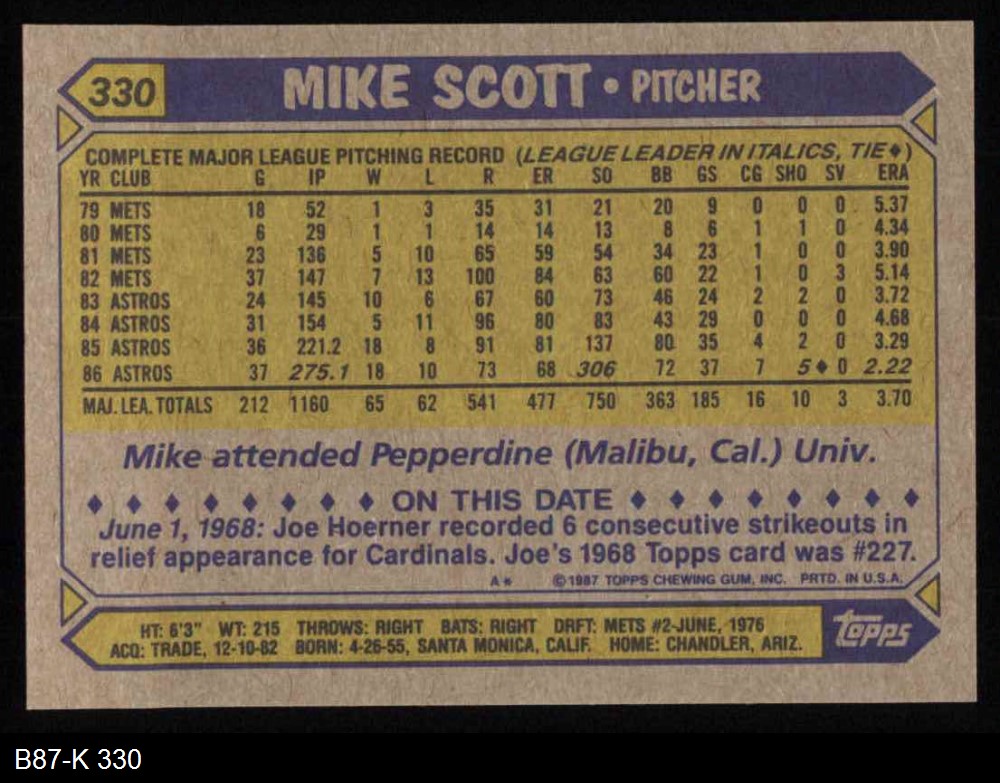 330 MIKE SCOTT • PITCHER
COMPLETE MAJOR LEAGUE PITCHING RECORD (LEAGUE LEADER IN ITALICS, TIE♦)
YR CLUB G IP W L R ER SO BB GS CG SHO SV ERA
79 METS 18 52 1 3 35 31 21 20 9 0 0 0 5.37
80 METS 6 29 1 1 14 14 13 8 6 1 1 0 4.34
81 METS 23 136 5 10 65 59 54 34 23 1 0 0 3.90
82 METS 37 147 7 13 100 84 63 60 22 1 0 3 5.14
83 ASTROS 24 145 10 6 67 60 73 46 24 2 2 0 3.72
84 ASTROS 31 154 5 11 96 80 83 43 29 0 0 0 4.68
85 ASTROS 36 221.2 18 8 91 81 137 80 35 4 2 0 3.29
86 ASTROS 37 275.1 18 10 73 68 306 72 37 7 5♦ 0 2.22
MAJ. LEA. TOTALS 212 1160 65 62 541 477 750 363 185 16 10 3 3.70
Mike attended Pepperdine (Malibu, Cal.) Univ.
♦ ♦ ♦ ♦ ♦ ♦ ♦ ♦ ON THIS DATE ♦ ♦ ♦ ♦ ♦ ♦ ♦ ♦
June 1, 1968: Joe Hoerner recorded 6 consecutive strikeouts in
relief appearance for Cardinals. Joe's 1968 Topps card was #227.
A* ©1987 TOPPS CHEWING GUM, INC. PRTD. IN U.S.A.
HT: 6'3" WT: 215 THROWS: RIGHT BATS: RIGHT DRFT: METS #2-JUNE, 1976
ACQ: TRADE, 12-10-82 BORN: 4-26-55, SANTA MONICA, CALIF. HOME: CHANDLER, ARIZ.
topps
B87-K 330